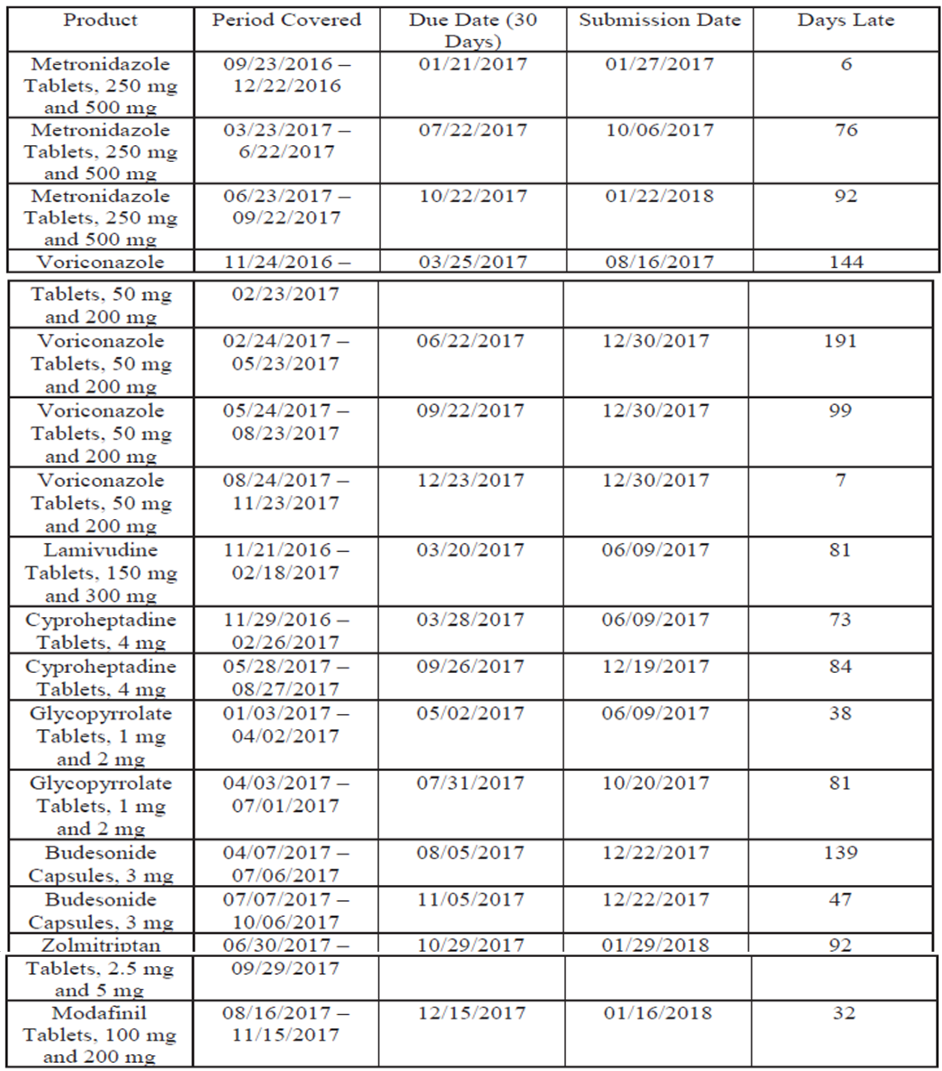 Product Period Covered Due Date (30 Days) Submission Date Days Late
Metronidazole Tablets, 250 mg and 500 mg 09/23/2016 – 12/22/2016 01/21/2017 01/27/2017 6
Metronidazole Tablets, 250 mg and 500 mg 03/23/2017 – 6/22/2017 07/22/2017 10/06/2017 76
Metronidazole Tablets, 250 mg and 500 mg 06/23/2017 – 09/22/2017 10/22/2017 01/22/2018 92
Voriconazole 11/24/2016 – 03/25/2017 08/16/2017 144
Tablets, 50 mg and 200 mg 02/23/2017
Voriconazole Tablets, 50 mg and 200 mg 02/24/2017 – 05/23/2017 06/22/2017 12/30/2017 191
Voriconazole Tablets, 50 mg and 200 mg 05/24/2017 – 08/23/2017 09/22/2017 12/30/2017 99
Voriconazole Tablets, 50 mg and 200 mg 08/24/2017 – 11/23/2017 12/23/2017 12/30/2017 7
Lamivudine Tablets, 150 mg and 300 mg 11/21/2016 – 02/18/2017 03/20/2017 06/09/2017 81
Cyproheptadine Tablets, 4 mg 11/29/2016 – 02/26/2017 03/28/2017 06/09/2017 73
Cyproheptadine Tablets, 4 mg 05/28/2017 – 08/27/2017 09/26/2017 12/19/2017 84
Glycopyrrolate Tablets, 1 mg and 2 mg 01/03/2017 – 04/02/2017 05/02/2017 06/09/2017 38
Glycopyrrolate Tablets, 1 mg and 2 mg 04/03/2017 – 07/01/2017 07/31/2017 10/20/2017 81
Budesonide Capsules, 3 mg 04/07/2017 – 07/06/2017 08/05/2017 12/22/2017 139
Budesonide Capsules, 3 mg 07/07/2017 – 10/06/2017 11/05/2017 12/22/2017 47
Zolmitriptan 06/30/2017 – 10/29/2017 01/29/2018 92
Tablets, 2.5 mg and 5 mg 09/29/2017
Modafinil Tablets, 100 mg and 200 mg 08/16/2017 – 11/15/2017 12/15/2017 01/16/2018 32